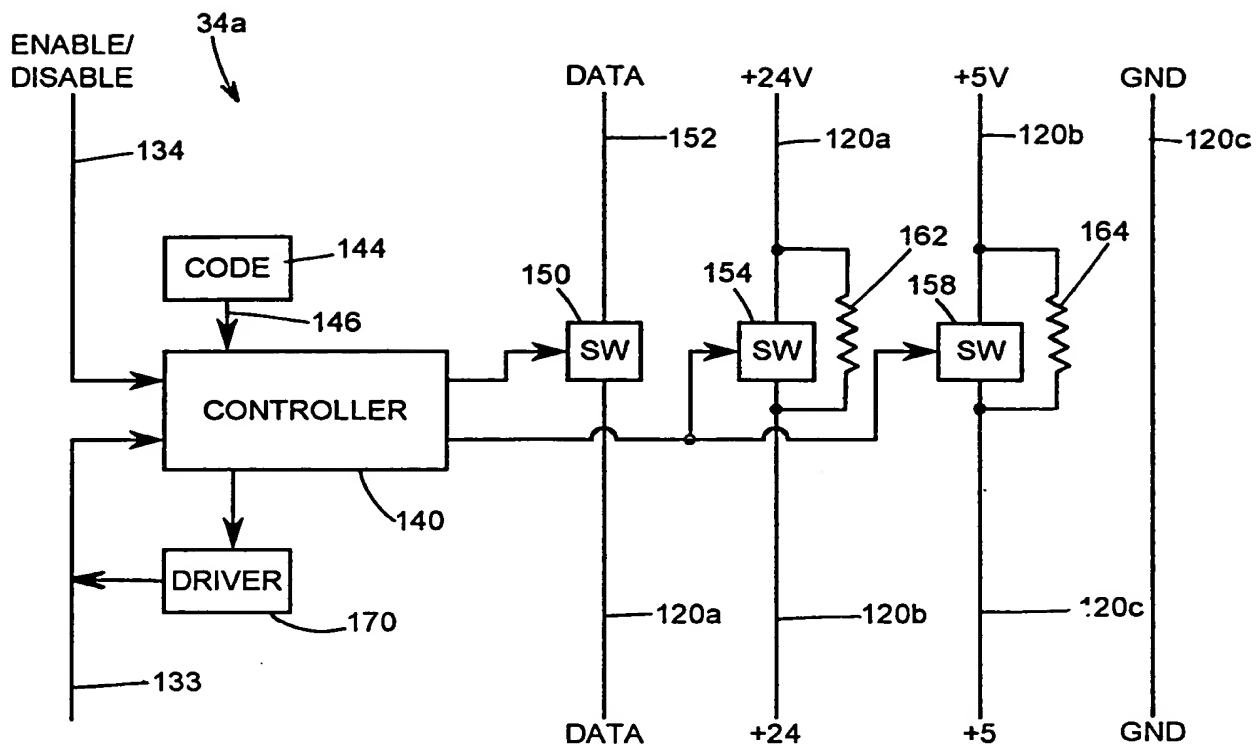 34a
ENABLE/
DISABLE
DATA
+24V
+5V
GND
134
152
120a
120b
120c
CODE
144
146
150
154
162
158
164
SW
SW
SW
CONTROLLER
140
DRIVER
170
120a
120b
120c
133
DATA
+24
+5
GND